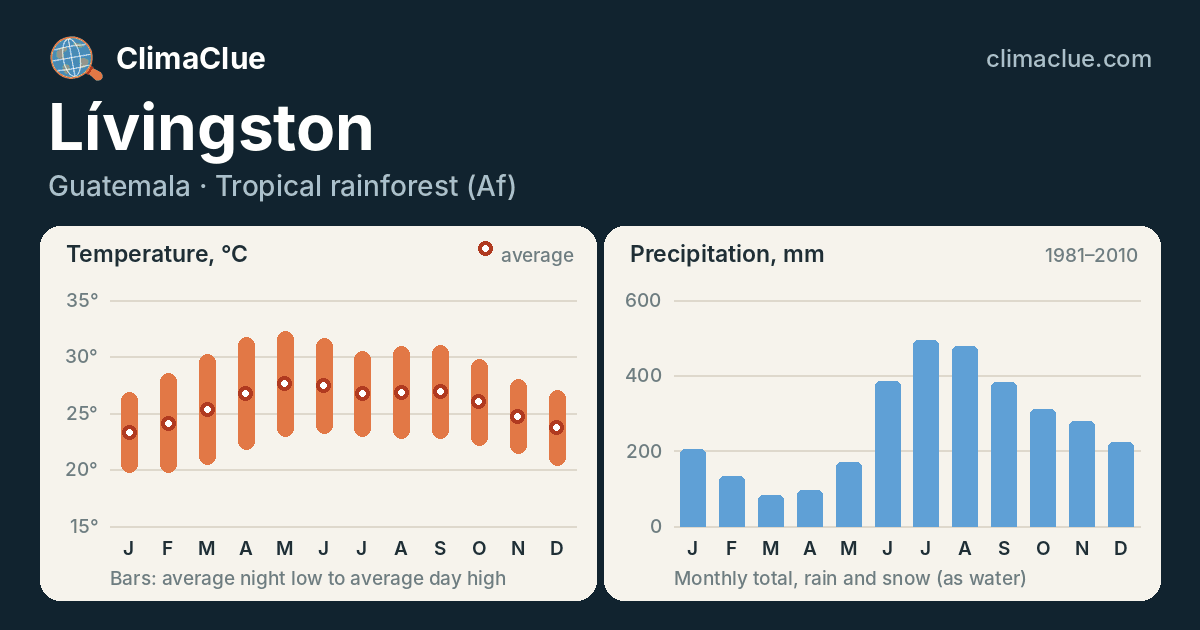 ClimaClue
climaclue.com
Lívingston
Guatemala · Tropical rainforest (Af)
Temperature, °C
average
35°
30°
25°
20°
15°
J F M A M J J A S O N D
Bars: average night low to average day high
Precipitation, mm
1981–2010
600
400
200
0
J F M A M J J A S O N D
Monthly total, rain and snow (as water)